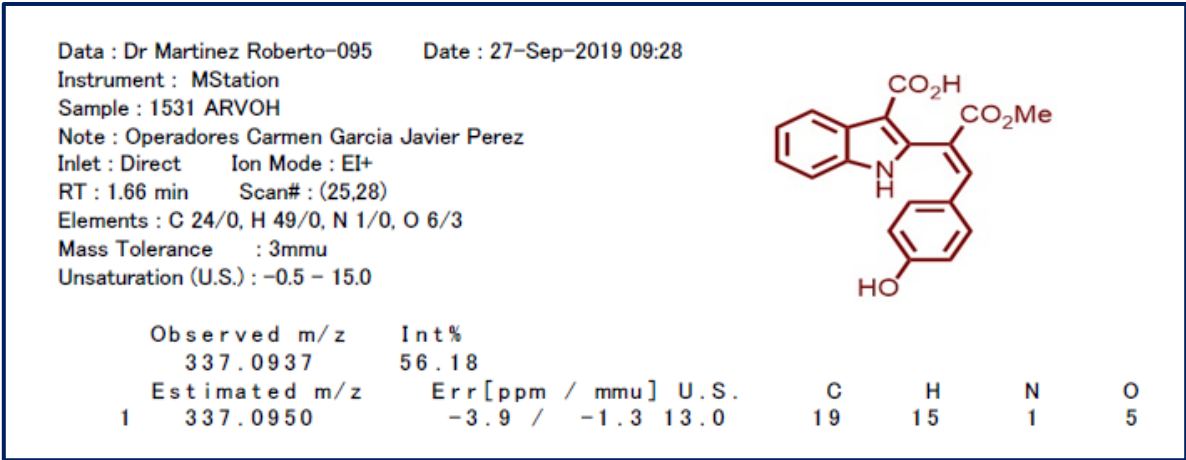 Data : Dr Martinez Roberto-095 Date : 27-Sep-2019 09:28
Instrument : MStation
Sample : 1531 ARVOH
Note : Operadores Carmen Garcia Javier Perez
Inlet : Direct Ion Mode : EI+
RT : 1.66 min Scan# : (25,28)
Elements : C 24/0, H 49/0, N 1/0, O 6/3
Mass Tolerance : 3mmu
Unsaturation (U.S.) : -0.5 - 15.0
CO2H
CO2Me
N
H
HO
Observed m/z Int%
337.0937 56.18
Estimated m/z Err[ppm / mmu] U.S. C H N O
1 337.0950 -3.9 / -1.3 13.0 19 15 1 5